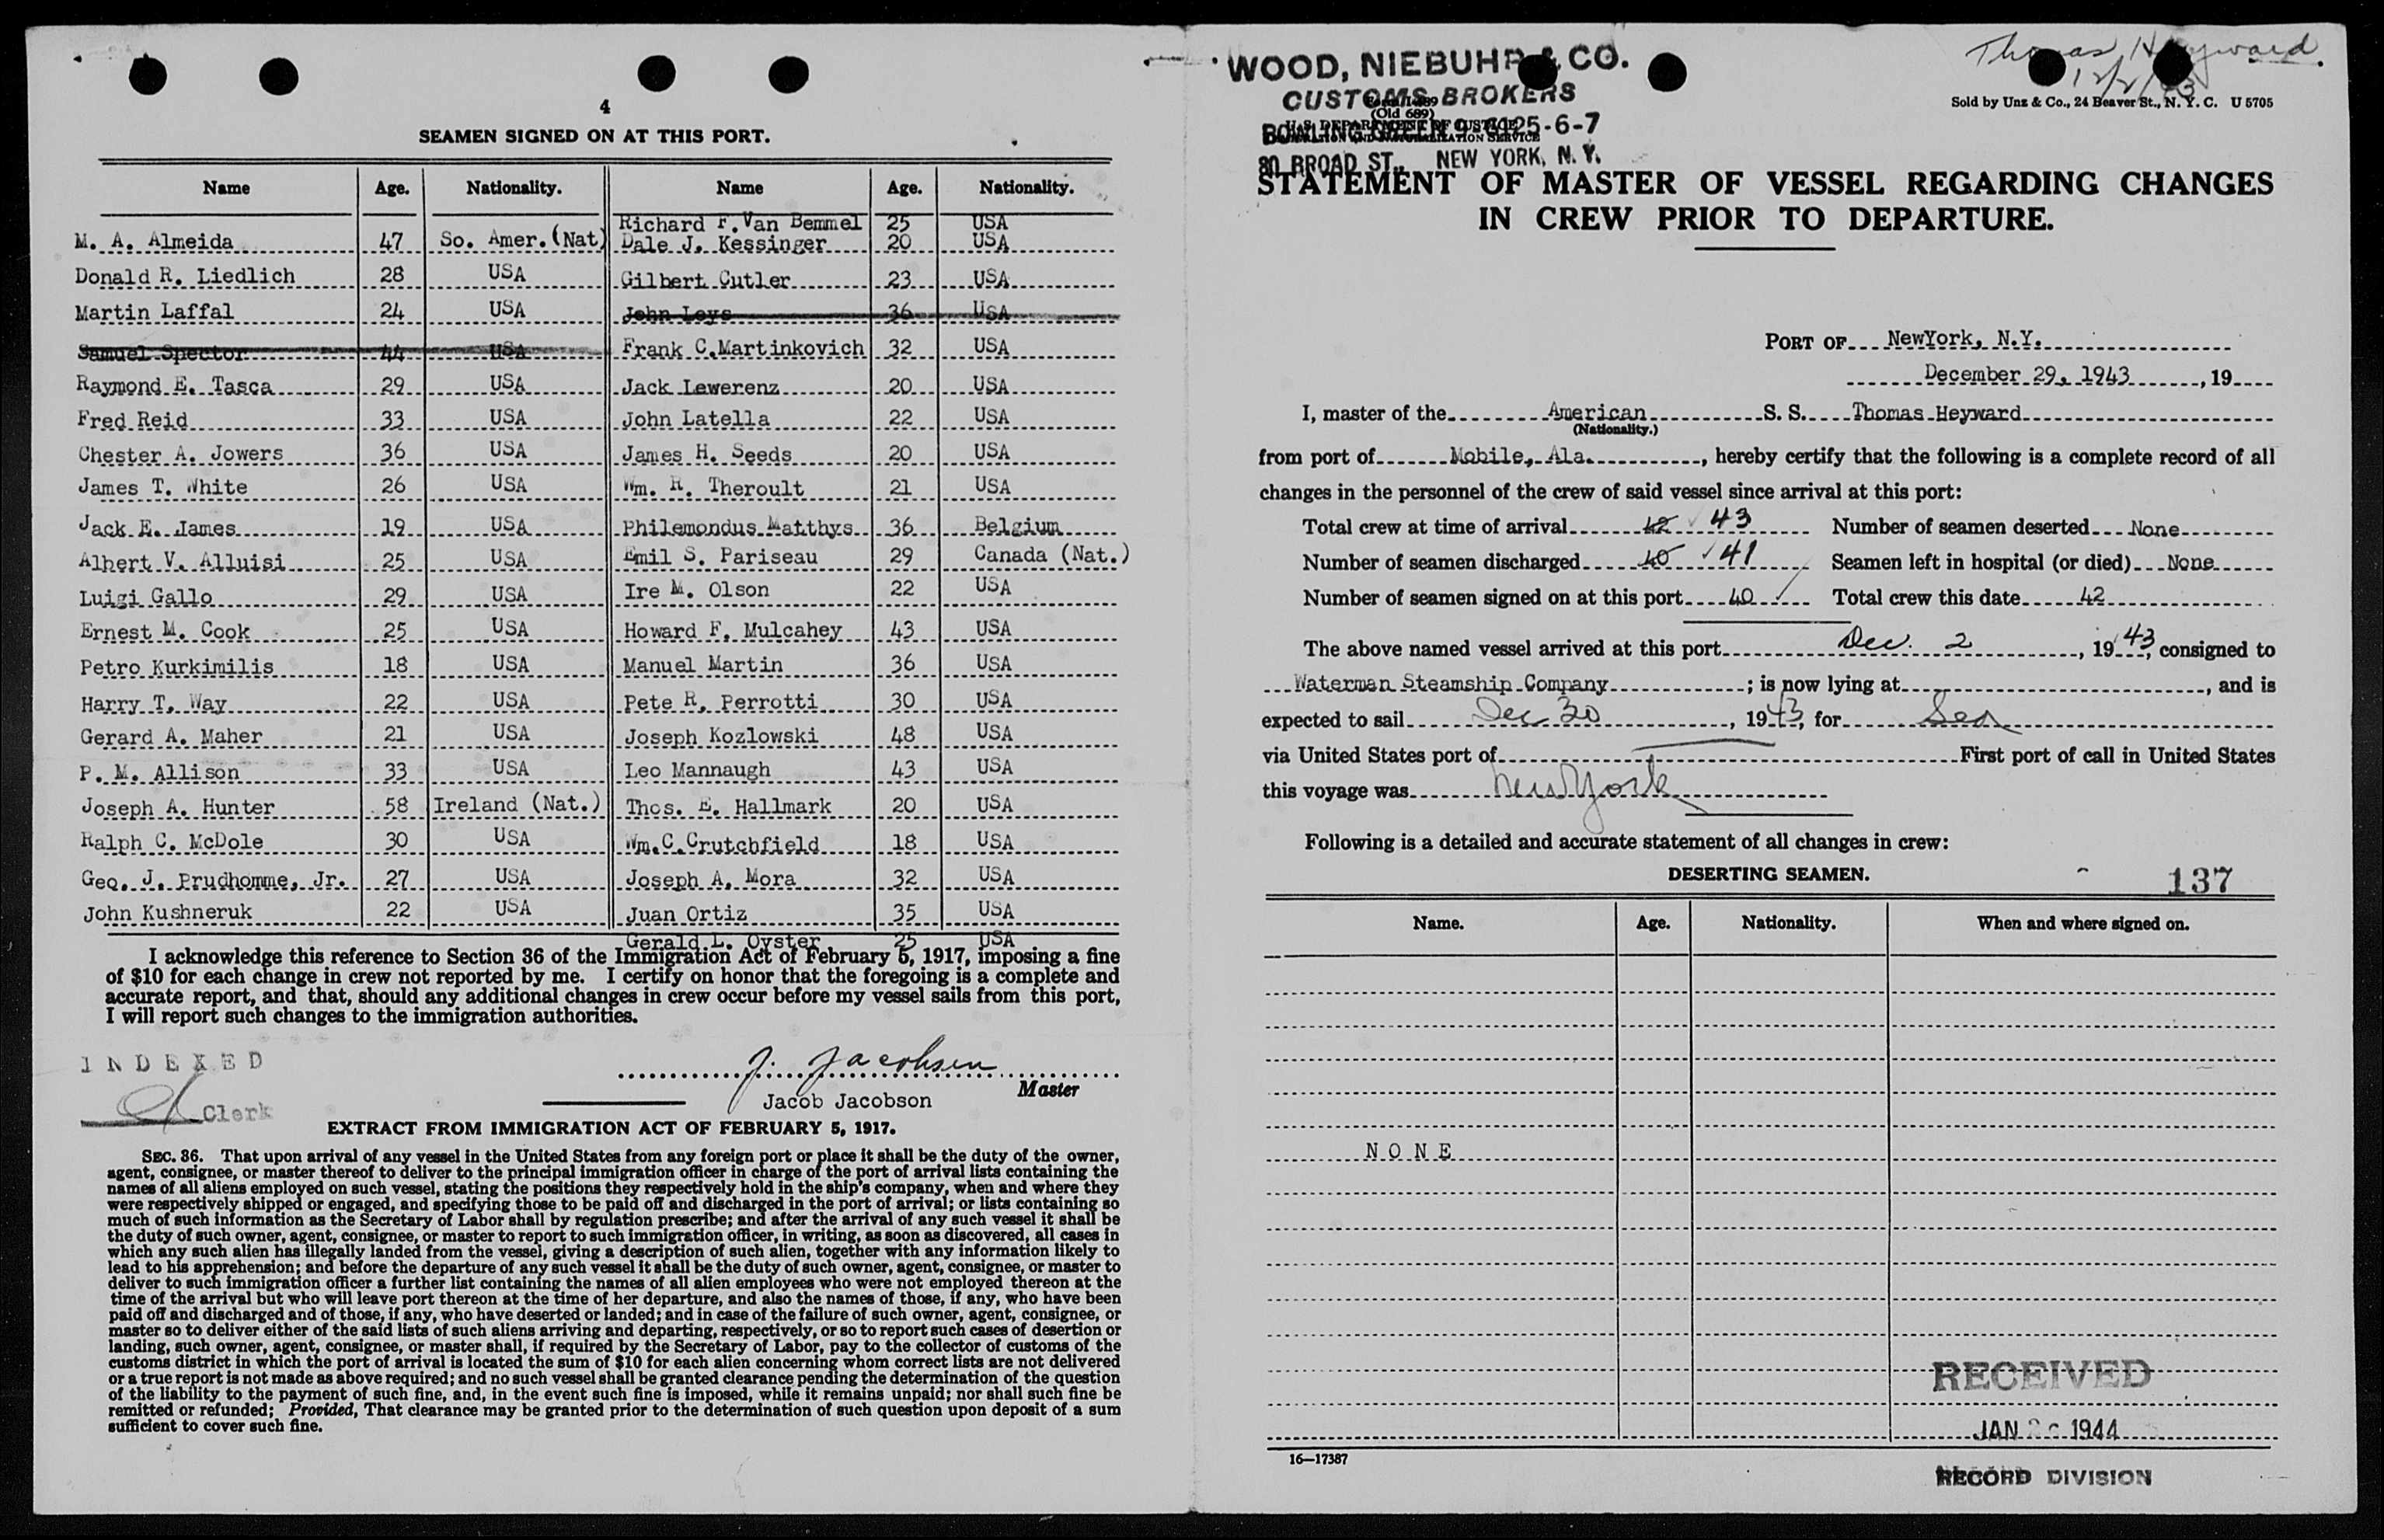 4
SEAMEN SIGNED ON AT THIS PORT.
Name Age. Nationality. Name Age. Nationality.
Richard F. Van Bemmel 25 USA
M. A. Almeida 47 So. Amer. (Nat) Dale J. Kessinger 20 USA
Donald R. Liedlich 28 USA Gilbert Cutler 23 USA
Martin Laffal 24 USA John Leys 36 USA
Samuel Spector 44 USA Frank C. Martinkovich 32 USA
Raymond E. Tasca 29 USA Jack Lewerenz 20 USA
Fred Reid 33 USA John Latella 22 USA
Chester A. Jowers 36 USA James H. Seeds 20 USA
James T. White 26 USA Wm. R. Theroult 21 USA
Jack E. James 19 USA Philemondus Matthys 36 Belgium
Albert V. Alluisi 25 USA Emil S. Pariseau 29 Canada (Nat.)
Luigi Gallo 29 USA Ire M. Olson 22 USA
Ernest M. Cook 25 USA Howard F. Mulcahey 43 USA
Petro Kurkimilis 18 USA Manuel Martin 36 USA
Harry T. Way 22 USA Pete R. Perrotti 30 USA
Gerard A. Maher 21 USA Joseph Kozlowski 48 USA
P. M. Allison 33 USA Leo Mannaugh 43 USA
Joseph A. Hunter 58 Ireland (Nat.) Thos. E. Hallmark 20 USA
Ralph C. McDole 30 USA Wm. C. Crutchfield 18 USA
Geo. J. Prudhomme, Jr. 27 USA Joseph A. Mora 32 USA
John Kushneruk 22 USA Juan Ortiz 35 USA
Gerald L. Oyster 25 USA
I acknowledge this reference to Section 36 of the Immigration Act of February 5, 1917, imposing a fine
of $10 for each change in crew not reported by me. I certify on honor that the foregoing is a complete and
accurate report, and that, should any additional changes in crew occur before my vessel sails from this port,
I will report such changes to the immigration authorities.
INDEXED
Clerk
J. Jacobsen
Master
Jacob Jacobson
EXTRACT FROM IMMIGRATION ACT OF FEBRUARY 5, 1917.
SEC. 36. That upon arrival of any vessel in the United States from any foreign port or place it shall be the duty of the owner,
agent, consignee, or master thereof to deliver to the principal immigration officer in charge of the port of arrival lists containing the
names of all aliens employed on such vessel, stating the positions they respectively hold in the ship's company, when and where they
were respectively shipped or engaged, and specifying those to be paid off and discharged in the port of arrival; or lists containing so
much of such information as the Secretary of Labor shall by regulation prescribe; and after the arrival of any such vessel it shall be
the duty of such owner, agent, consignee, or master to report to such immigration officer, in writing, as soon as discovered, all cases in
which any such alien has illegally landed from the vessel, giving a description of such alien, together with any information likely to
lead to his apprehension; and before the departure of any such vessel it shall be the duty of such owner, agent, consignee, or master to
deliver to such immigration officer a further list containing the names of all alien employees who were not employed thereon at the
time of the arrival but who will leave port thereon at the time of her departure, and also the names of those, if any, who have been
paid off and discharged and of those, if any, who have deserted or landed; and in case of the failure of such owner, agent, consignee, or
master so to deliver either of the said lists of such aliens arriving and departing, respectively, or so to report such cases of desertion or
landing, such owner, agent, consignee, or master shall, if required by the Secretary of Labor, pay to the collector of customs of the
customs district in which the port of arrival is located the sum of $10 for each alien concerning whom correct lists are not delivered
or a true report is not made as above required; and no such vessel shall be granted clearance pending the determination of the question
of the liability to the payment of such fine, and, in the event such fine is imposed, while it remains unpaid; nor shall such fine be
remitted or refunded; Provided, That clearance may be granted prior to the determination of such question upon deposit of a sum
sufficient to cover such fine.
WOOD, NIEBUHR & CO.
CUSTOMS BROKERS
(Old 689)
BOWLING GREEN 9-6125-6-7
80 BROAD ST., NEW YORK, N. Y.
Thomas Heyward.
12/2/43
Sold by Unz & Co., 24 Beaver St., N. Y. C. U 5705
STATEMENT OF MASTER OF VESSEL REGARDING CHANGES
IN CREW PRIOR TO DEPARTURE.
PORT OF NewYork, N.Y.
December 29, 1943, 19
I, master of the American S. S. Thomas Heyward
(Nationality.)
from port of Mobile, Ala., hereby certify that the following is a complete record of all
changes in the personnel of the crew of said vessel since arrival at this port:
Total crew at time of arrival 42 43 Number of seamen deserted None
Number of seamen discharged 40 41 Seamen left in hospital (or died) None
Number of seamen signed on at this port 40 Total crew this date 42
The above named vessel arrived at this port Dec. 2, 1943, consigned to
Waterman Steamship Company; is now lying at , and is
expected to sail Dec 30, 1943, for Sea
via United States port of First port of call in United States
this voyage was New York
Following is a detailed and accurate statement of all changes in crew:
DESERTING SEAMEN.
137
Name. Age. Nationality. When and where signed on.
NONE
RECEIVED
JAN 1944
16—17387
RECORD DIVISION